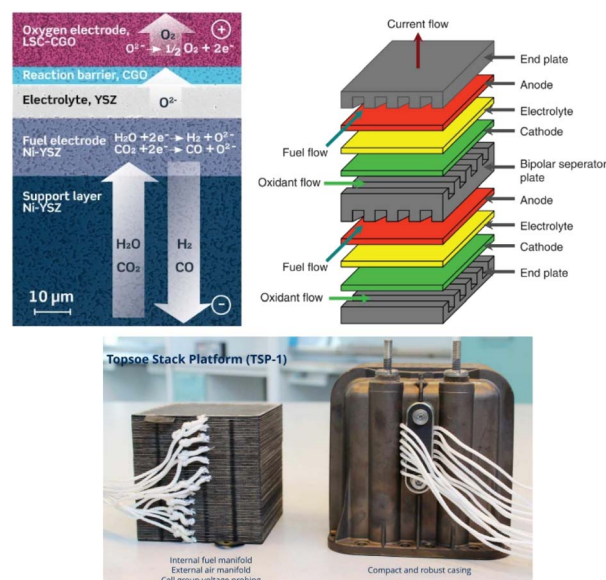 Oxygen electrode,
LSC-CGO
O₂
+
O²⁻ → 1/2 O₂ + 2e⁻
Reaction barrier, CGO
Electrolyte, YSZ
O²⁻
Fuel electrode
Ni-YSZ
H₂O + 2e⁻ → H₂ + O²⁻
CO₂ + 2e⁻ → CO + O²⁻
Support layer
Ni-YSZ
H₂O
CO₂
H₂
CO
10 µm
−
Current flow
End plate
Anode
Electrolyte
Cathode
Fuel flow
Oxidant flow
Bipolar seperator
plate
Anode
Electrolyte
Cathode
Fuel flow
End plate
Oxidant flow
Topsoe Stack Platform (TSP-1)
Internal fuel manifold
External air manifold
Cell group voltage probing
Compact and robust casing